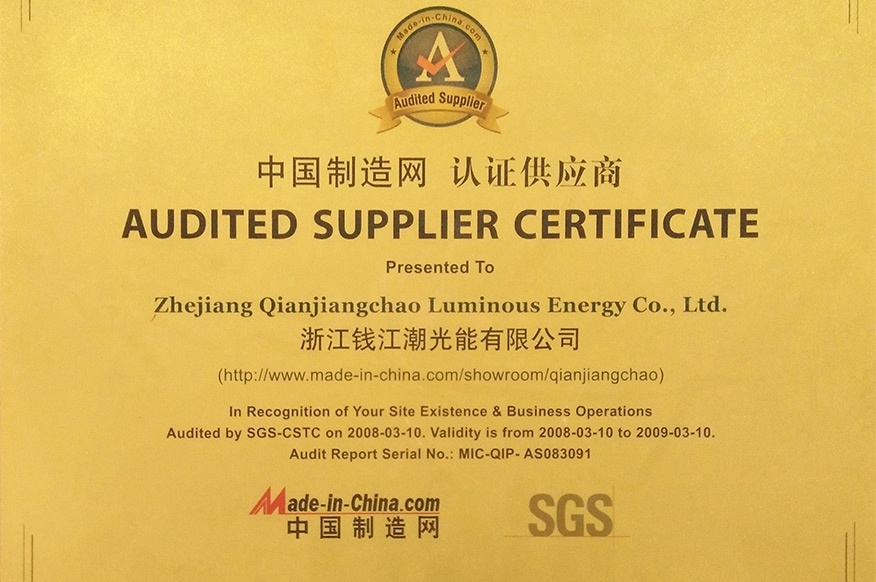 Made-in-China.com
A
Audited Supplier
中国制造网 认证供应商
AUDITED SUPPLIER CERTIFICATE
Presented To
Zhejiang Qianjiangchao Luminous Energy Co., Ltd.
浙江钱江潮光能有限公司
(http://www.made-in-china.com/showroom/qianjiangchao)
In Recognition of Your Site Existence & Business Operations
Audited by SGS-CSTC on 2008-03-10. Validity is from 2008-03-10 to 2009-03-10.
Audit Report Serial No.: MIC-QIP- AS083091
Made-in-China.com
中国制造网
SGS